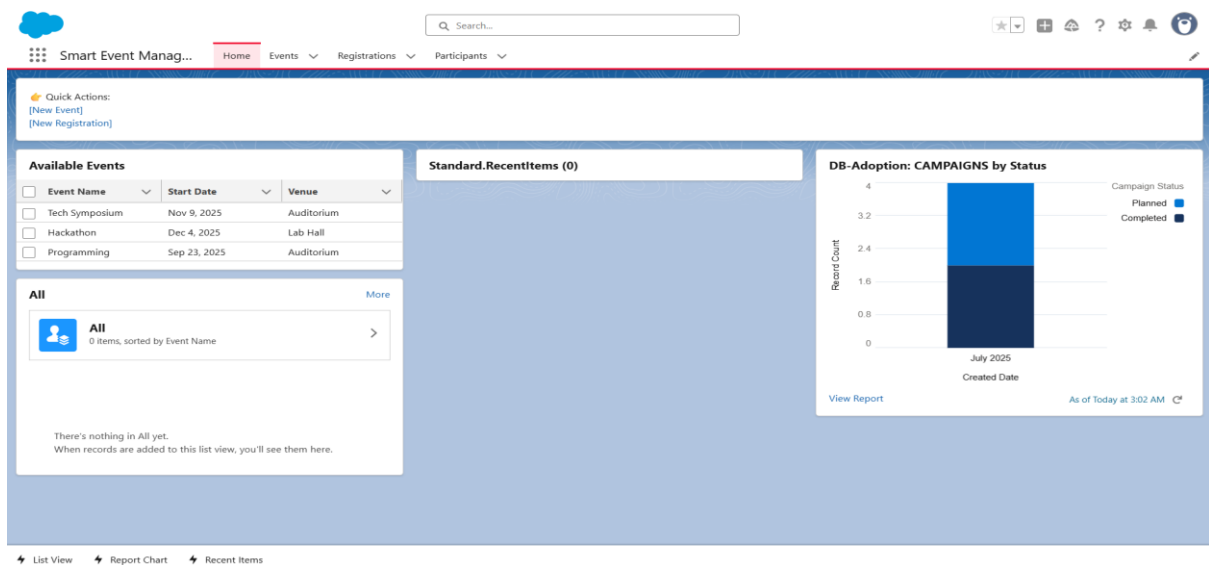 Search...
Smart Event Manag...
Home
Events
Registrations
Participants
Quick Actions:
[New Event]
[New Registration]
Available Events
Event Name Start Date Venue
Tech Symposium Nov 9, 2025 Auditorium
Hackathon Dec 4, 2025 Lab Hall
Programming Sep 23, 2025 Auditorium
All
More
All
0 items, sorted by Event Name
There's nothing in All yet.
When records are added to this list view, you'll see them here.
Standard.RecentItems (0)
DB-Adoption: CAMPAIGNS by Status
Campaign Status
Planned
Completed
Record Count
4
3.2
2.4
1.6
0.8
0
July 2025
Created Date
View Report
As of Today at 3:02 AM
List View
Report Chart
Recent Items